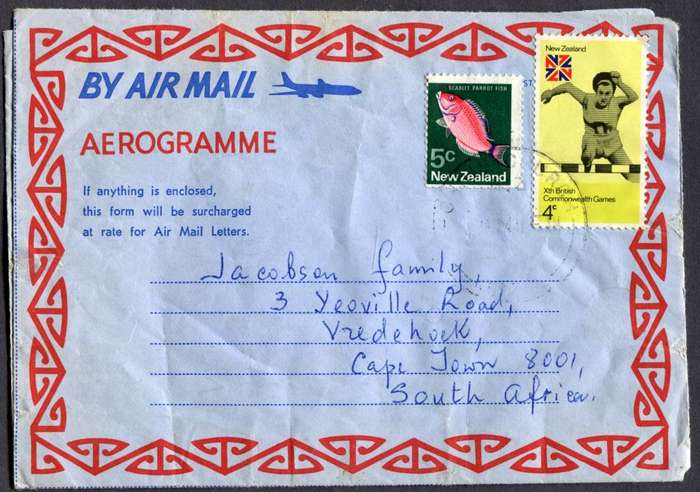 BY AIR MAIL
AEROGRAMME
If anything is enclosed,
this form will be surcharged
at rate for Air Mail Letters.
SCARLET PARROT FISH
5c
New Zealand
New Zealand
Xth British
Commonwealth Games
4c
Jacobson family,
3 Yeoville Road,
Vredehoek,
Cape Town 8001,
South Africa.